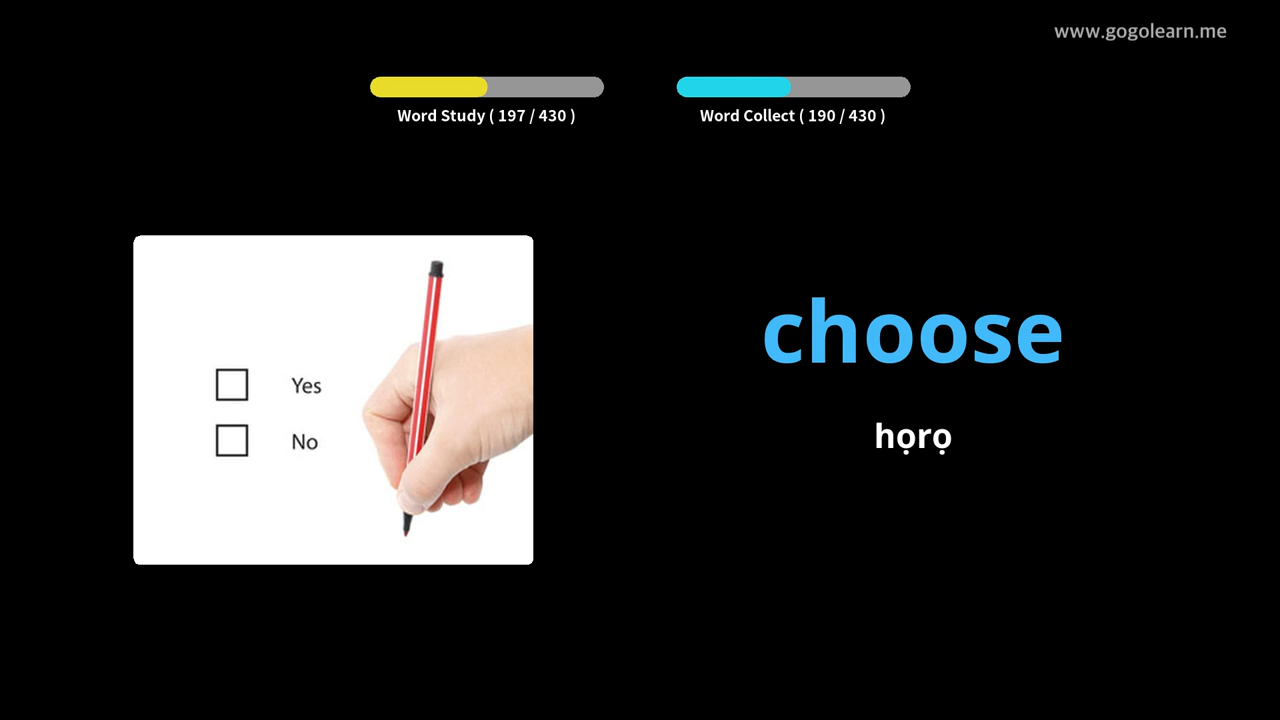 www.gogolearn.me
Word Study ( 197 / 430 )
Word Collect ( 190 / 430 )
Yes
No
choose
họrọ